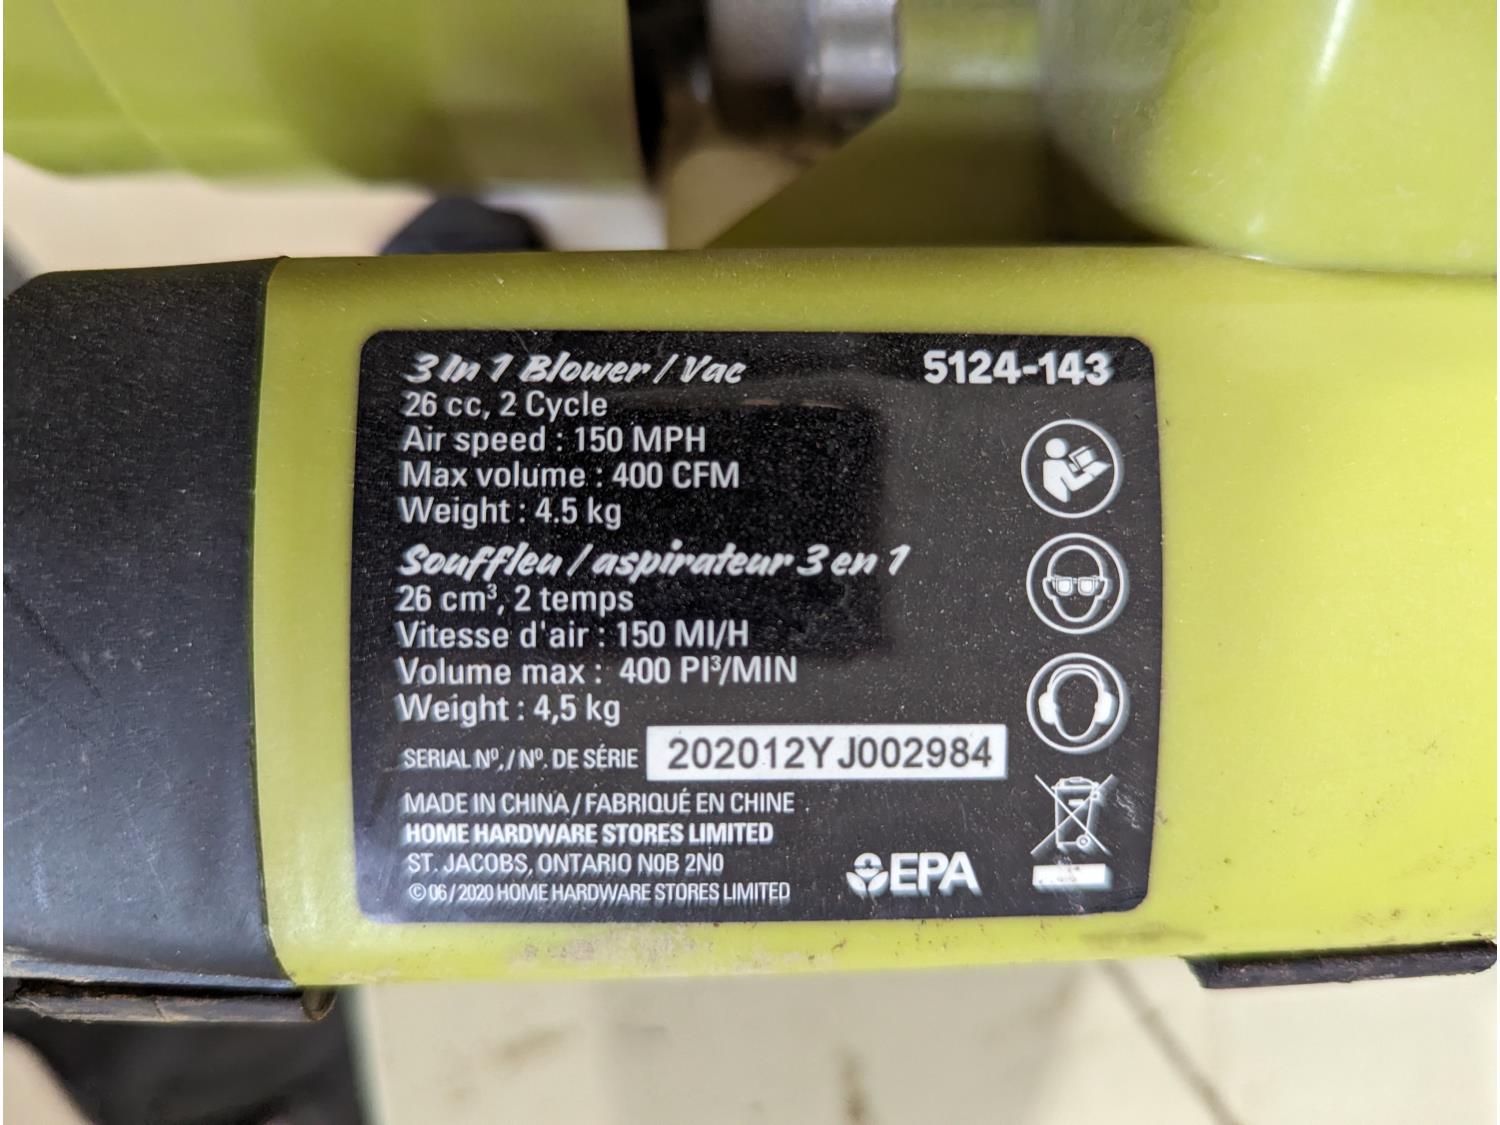 3 In 1 Blower / Vac 5124-143
26 cc, 2 Cycle
Air speed : 150 MPH
Max volume : 400 CFM
Weight : 4.5 kg
Souffleu / aspirateur 3 en 1
26 cm³, 2 temps
Vitesse d'air : 150 MI/H
Volume max : 400 PI³/MIN
Weight : 4,5 kg
SERIAL Nº./Nº. DE SÉRIE 202012YJ002984
MADE IN CHINA / FABRIQUÉ EN CHINE
HOME HARDWARE STORES LIMITED
ST. JACOBS, ONTARIO N0B 2N0
© 06 / 2020 HOME HARDWARE STORES LIMITED
EPA